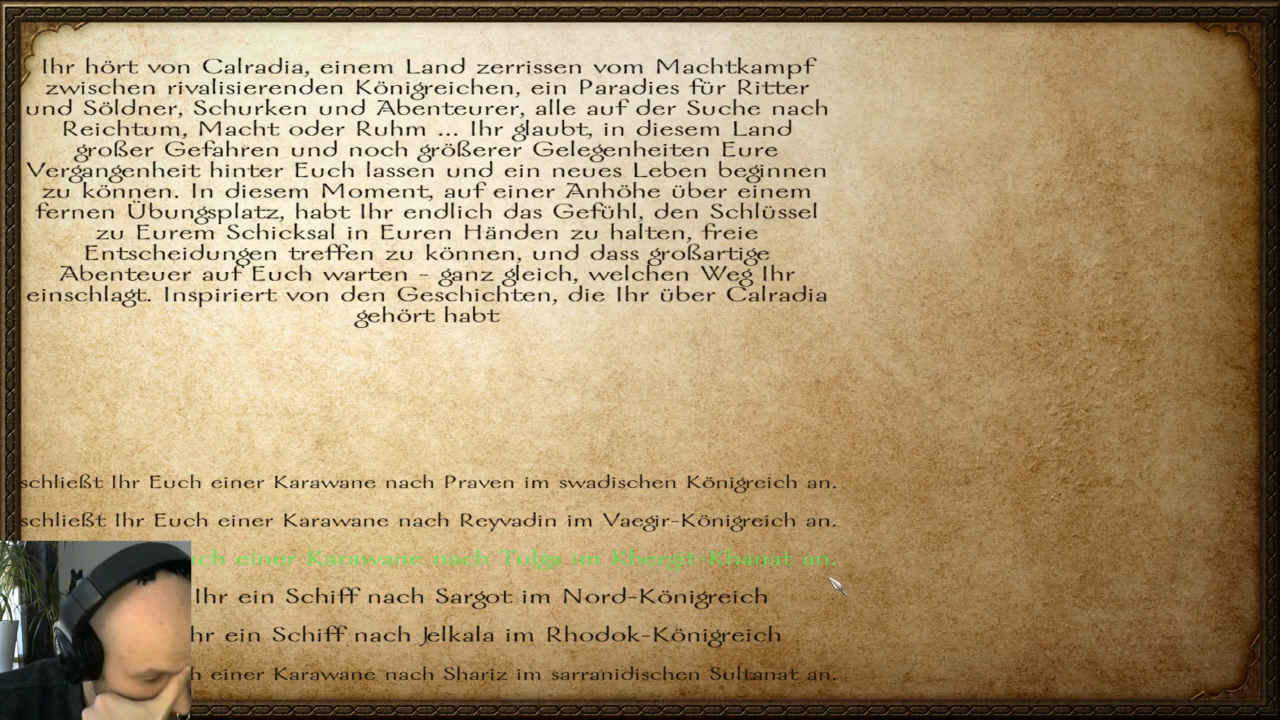 Ihr hört von Calradia, einem Land zerrissen vom Machtkampf
zwischen rivalisierenden Königreichen, ein Paradies für Ritter
und Söldner, Schurken und Abenteurer, alle auf der Suche nach
Reichtum, Macht oder Ruhm ... Ihr glaubt, in diesem Land
großer Gefahren und noch größerer Gelegenheiten Eure
Vergangenheit hinter Euch lassen und ein neues Leben beginnen
zu können. In diesem Moment, auf einer Anhöhe über einem
fernen Übungsplatz, habt Ihr endlich das Gefühl, den Schlüssel
zu Eurem Schicksal in Euren Händen zu halten, freie
Entscheidungen treffen zu können, und dass großartige
Abenteuer auf Euch warten - ganz gleich, welchen Weg Ihr
einschlagt. Inspiriert von den Geschichten, die Ihr über Calradia
gehört habt
schließt Ihr Euch einer Karawane nach Praven im swadischen Königreich an.
schließt Ihr Euch einer Karawane nach Reyvadin im Vaegir-Königreich an.
uch einer Karawane nach Tulga im Khergit-Khanat an.
Ihr ein Schiff nach Sargot im Nord-Königreich
hr ein Schiff nach Jelkala im Rhodok-Königreich
h einer Karawane nach Shariz im sarranidischen Sultanat an.